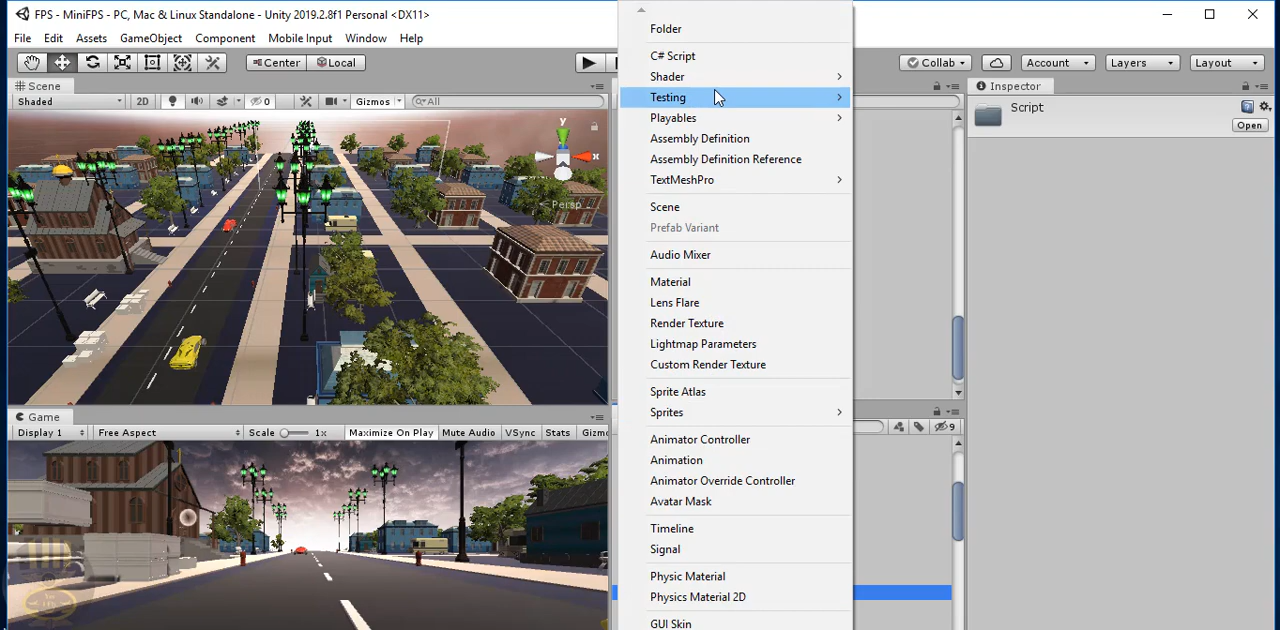 FPS - MiniFPS - PC, Mac & Linux Standalone - Unity 2019.2.8f1 Personal <DX11>
File Edit Assets GameObject Component Mobile Input Window Help
Center Local Collab Account Layers Layout
Scene
Shaded 2D 0 Gizmos All
y
x
Persp
Game
Display 1 Free Aspect Scale 1x Maximize On Play Mute Audio VSync Stats Gizmo
Folder
C# Script
Shader
Testing
Playables
Assembly Definition
Assembly Definition Reference
TextMeshPro
Scene
Prefab Variant
Audio Mixer
Material
Lens Flare
Render Texture
Lightmap Parameters
Custom Render Texture
Sprite Atlas
Sprites
Animator Controller
Animation
Animator Override Controller
Avatar Mask
Timeline
Signal
Physic Material
Physics Material 2D
GUI Skin
9
Inspector
Script
Open